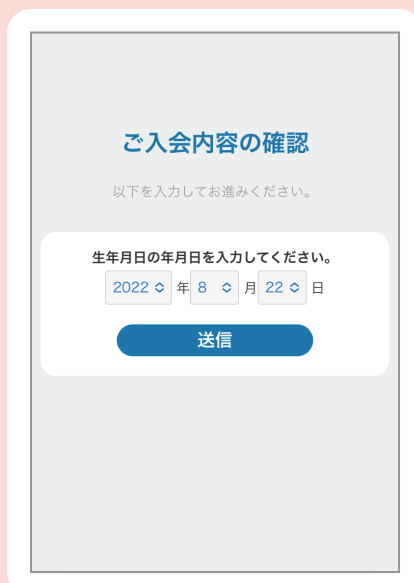 ご入会内容の確認
以下を入力してお進みください。
生年月日の年月日を入力してください。
2022 年 8 月 22 日
送信